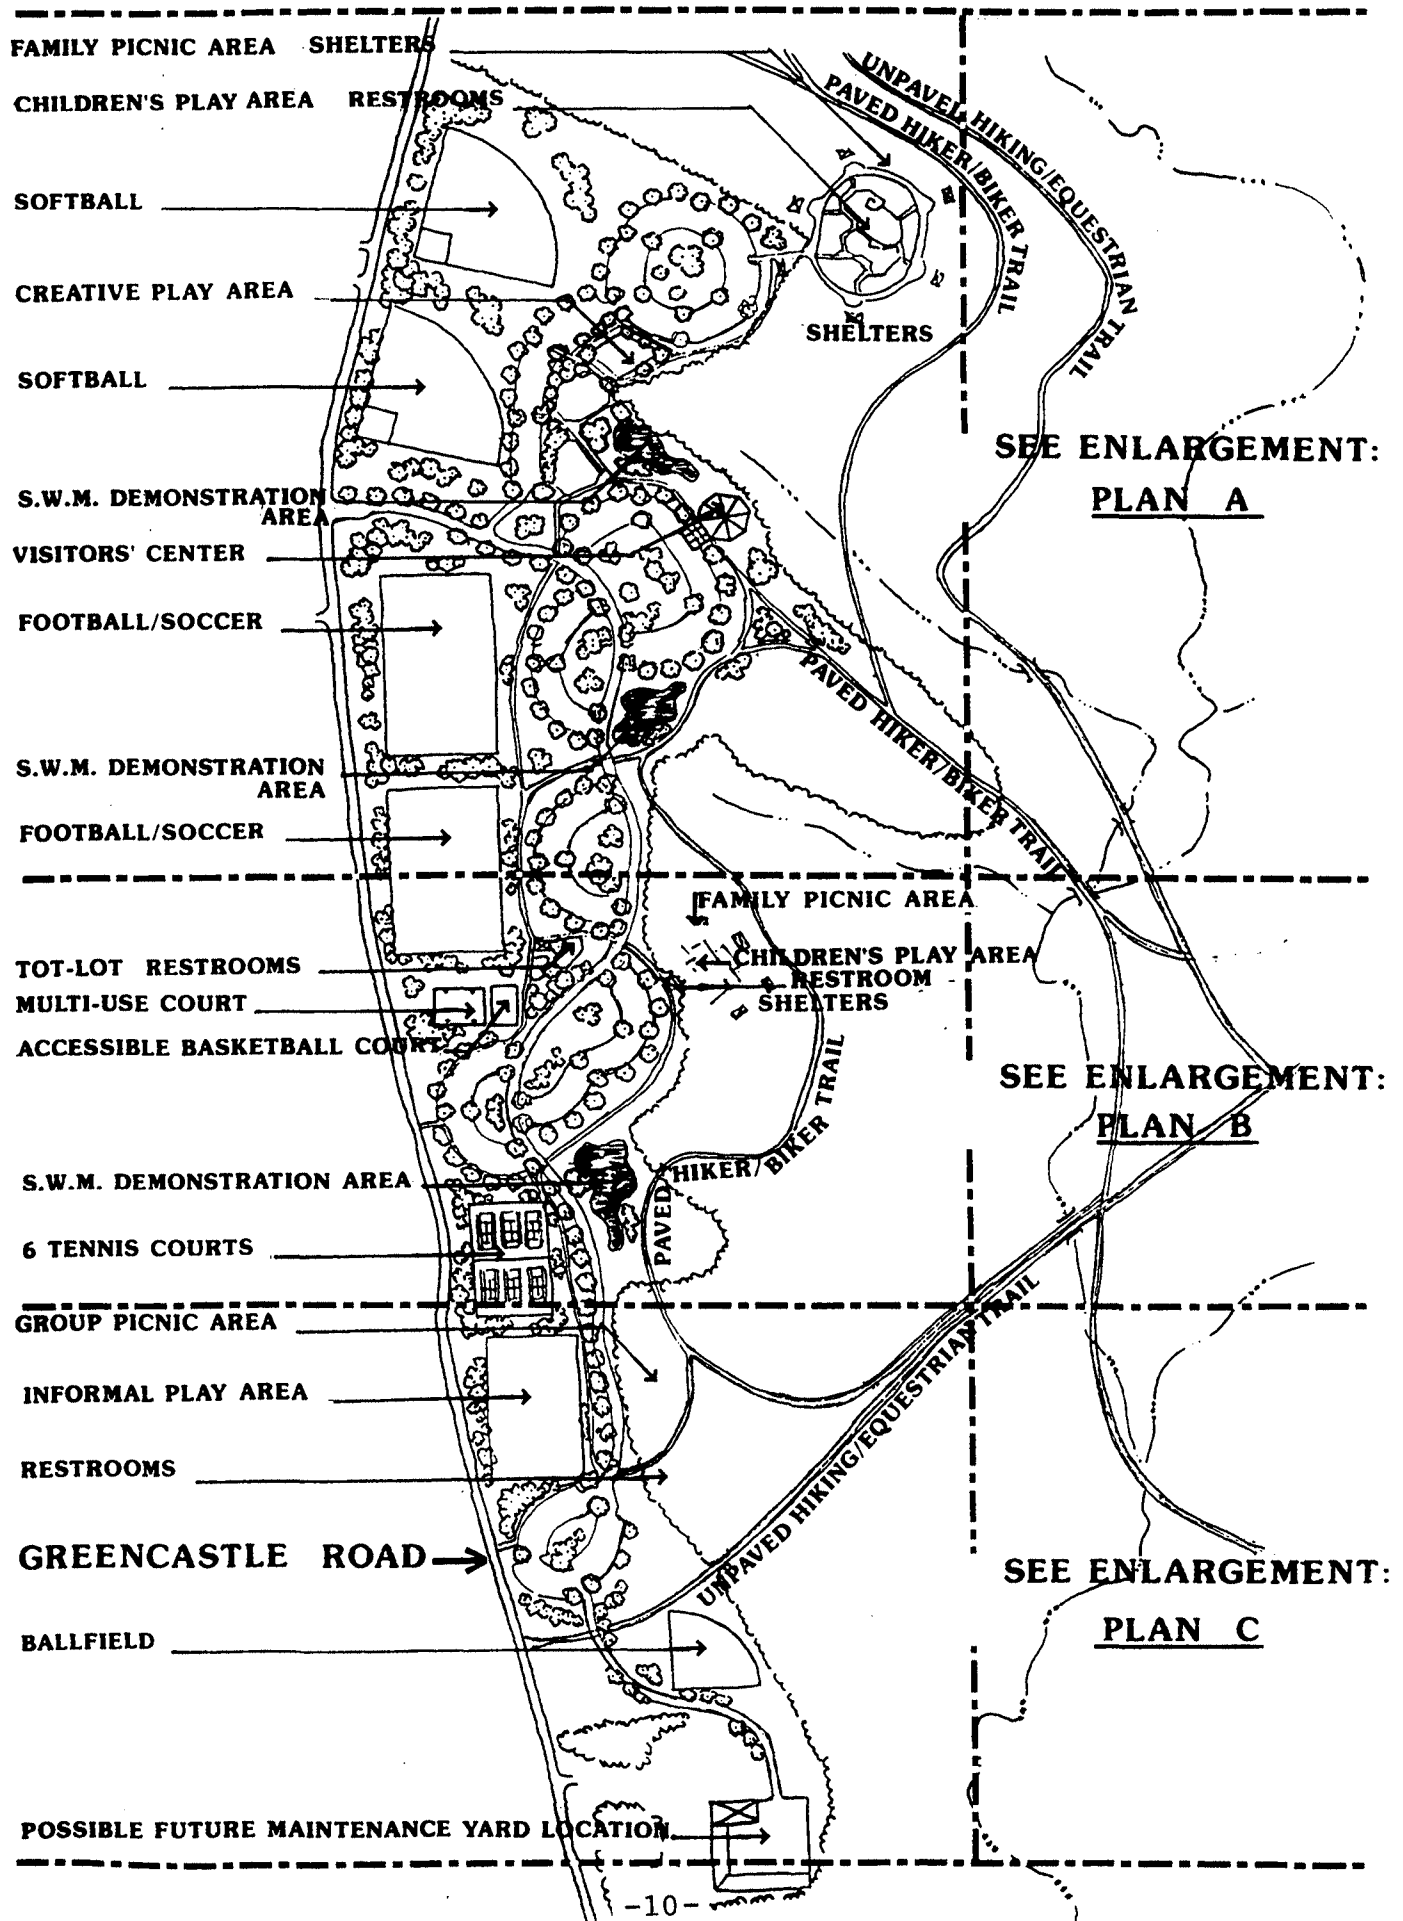 FAMILY PICNIC AREA SHELTERS
CHILDREN'S PLAY AREA RESTROOMS
UNPAVED HIKING/EQUESTRIAN TRAIL
PAVED HIKER/BIKER TRAIL
SOFTBALL
CREATIVE PLAY AREA
SHELTERS
SOFTBALL
SEE ENLARGEMENT:
PLAN A
S.W.M. DEMONSTRATION
AREA
VISITORS' CENTER
FOOTBALL/SOCCER
PAVED HIKER/BIKER TRAIL
S.W.M. DEMONSTRATION
AREA
FOOTBALL/SOCCER
FAMILY PICNIC AREA
CHILDREN'S PLAY AREA
RESTROOM
SHELTERS
TOT-LOT RESTROOMS
MULTI-USE COURT
ACCESSIBLE BASKETBALL COURT
SEE ENLARGEMENT:
PLAN B
PAVED HIKER/BIKER TRAIL
S.W.M. DEMONSTRATION AREA
6 TENNIS COURTS
GROUP PICNIC AREA
INFORMAL PLAY AREA
UNPAVED HIKING/EQUESTRIAN TRAIL
RESTROOMS
GREENCASTLE ROAD
SEE ENLARGEMENT:
PLAN C
BALLFIELD
POSSIBLE FUTURE MAINTENANCE YARD LOCATION
-10-